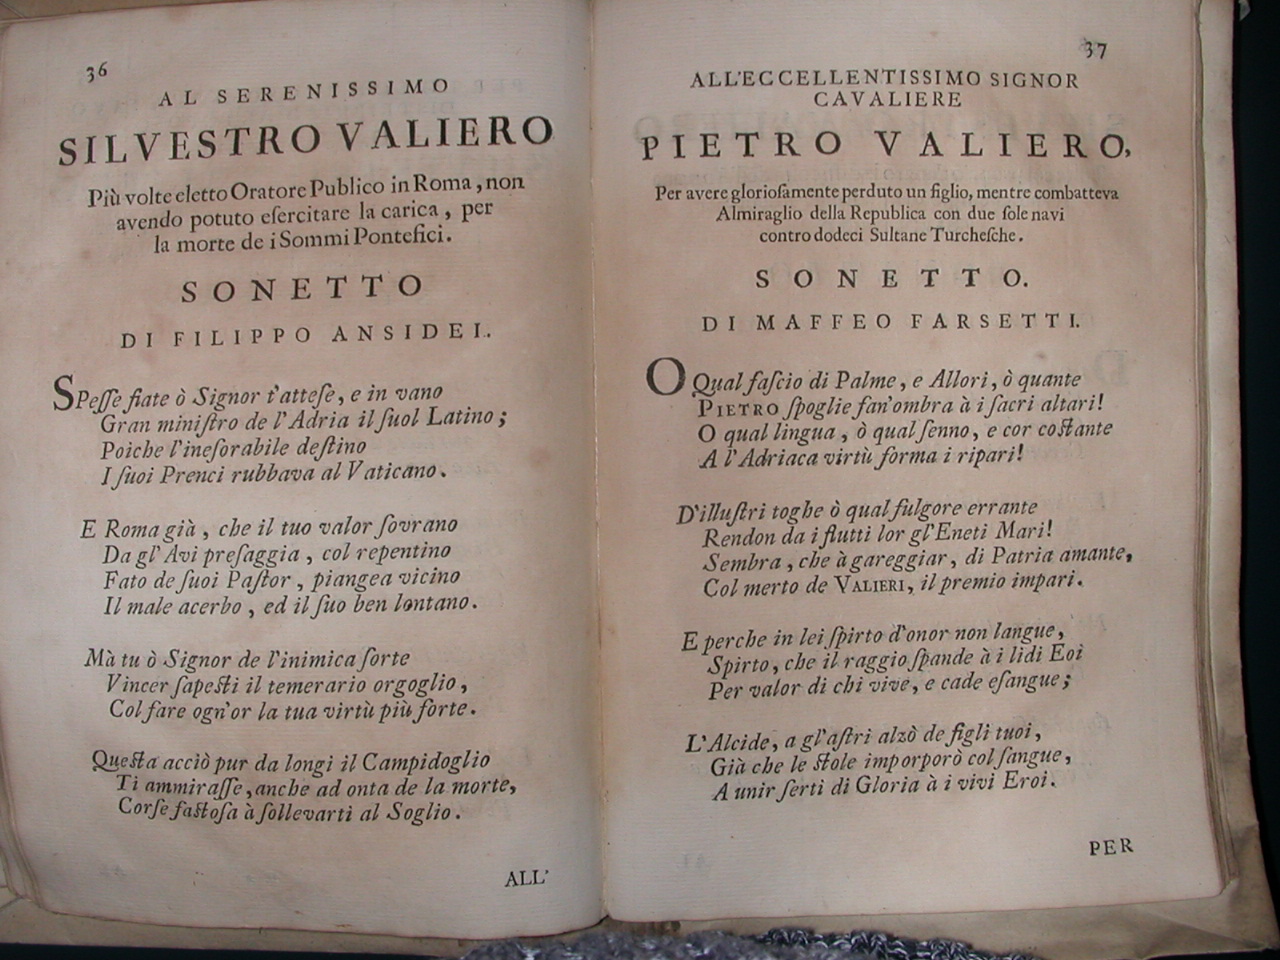 36
AL SERENISSIMO
SILVESTRO VALIERO
Più volte eletto Oratore Publico in Roma, non
avendo potuto eſercitare la carica, per
la morte de i Sommi Pontefici.
SONETTO
DI FILIPPO ANSIDEI.
SPeſſe fiate ò Signor t'atteſe, e in vano
Gran miniſtro de l'Adria il ſuol Latino;
Poiche l'ineſorabile deſtino
I ſuoi Prenci rubbava al Vaticano.
E Roma già, che il tuo valor ſovrano
Da gl'Avi preſaggia, col repentino
Fato de ſuoi Paſtor, piangea vicino
Il male acerbo, ed il ſuo ben lontano.
Mà tu ò Signor de l'inimica ſorte
Vincer ſapeſti il temerario orgoglio,
Col fare ogn'or la tua virtù più forte.
Queſta acciò pur da longi il Campidoglio
Ti ammiraſſe, anche ad onta de la morte,
Corſe faſtoſa à ſollevarti al Soglio.
ALL'
37
ALL'ECCELLENTISSIMO SIGNOR
CAVALIERE
PIETRO VALIERO,
Per avere glorioſamente perduto un figlio, mentre combatteva
Almiraglio della Republica con due ſole navi
contro dodeci Sultane Turcheſche.
SONETTO.
DI MAFFEO FARSETTI.
O Qual faſcio di Palme, e Allori, ò quante
PIETRO ſpoglie fan'ombra à i ſacri altari!
O qual lingua, ò qual ſenno, e cor coſtante
A l'Adriaca virtù forma i ripari!
D'illuſtri toghe ò qual fulgore errante
Rendon da i flutti lor gl'Eneti Mari!
Sembra, che à gareggiar, di Patria amante,
Col merto de VALIERI, il premio impari.
E perche in lei ſpirto d'onor non langue,
Spirto, che il raggio ſpande à i lidi Eoi
Per valor di chi vive, e cade eſangue;
L'Alcide, a gl'aſtri alzò de figli tuoi,
Già che le ſtole imporporò col ſangue,
A unir ſerti di Gloria à i vivi Eroi.
PER